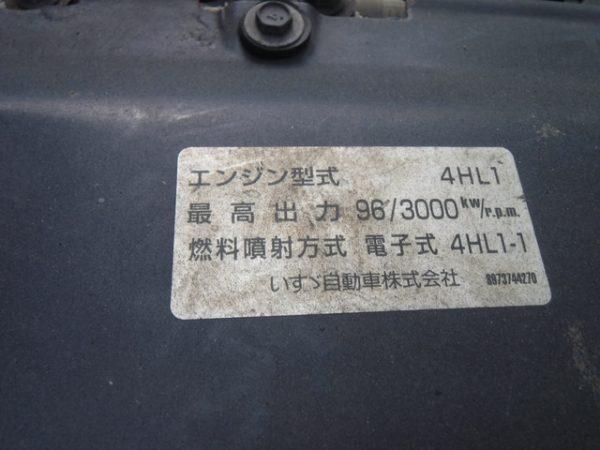 エンジン型式 4HL1
最高出力 96/3000 kw/r.p.m.
燃料噴射方式 電子式 4HL1-1
いすゞ自動車株式会社 8973744270